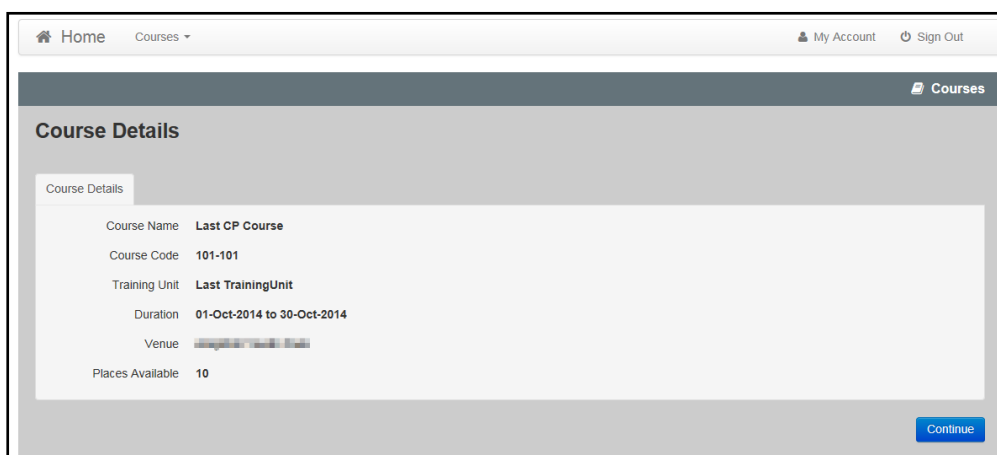 Home Courses My Account Sign Out
Courses
Course Details
Course Details
Course Name Last CP Course
Course Code 101-101
Training Unit Last TrainingUnit
Duration 01-Oct-2014 to 30-Oct-2014
Venue
Places Available 10
Continue